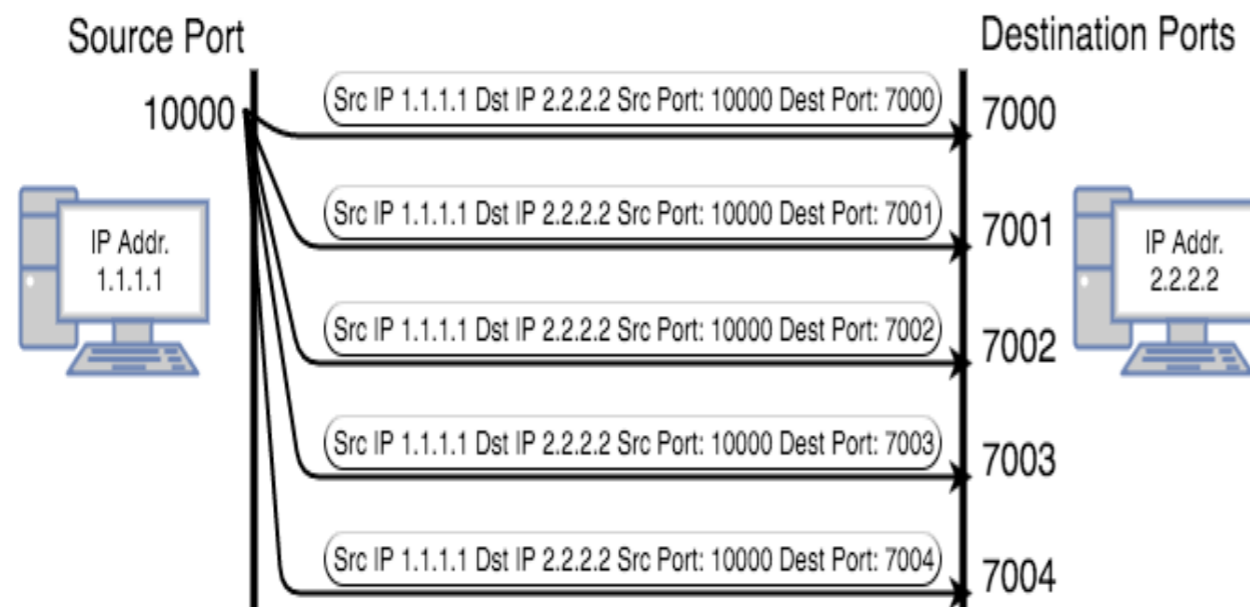 Source Port
Destination Ports
10000
Src IP 1.1.1.1 Dst IP 2.2.2.2 Src Port: 10000 Dest Port: 7000
7000
Src IP 1.1.1.1 Dst IP 2.2.2.2 Src Port: 10000 Dest Port: 7001
7001
IP Addr.
1.1.1.1
IP Addr.
2.2.2.2
Src IP 1.1.1.1 Dst IP 2.2.2.2 Src Port: 10000 Dest Port: 7002
7002
Src IP 1.1.1.1 Dst IP 2.2.2.2 Src Port: 10000 Dest Port: 7003
7003
Src IP 1.1.1.1 Dst IP 2.2.2.2 Src Port: 10000 Dest Port: 7004
7004